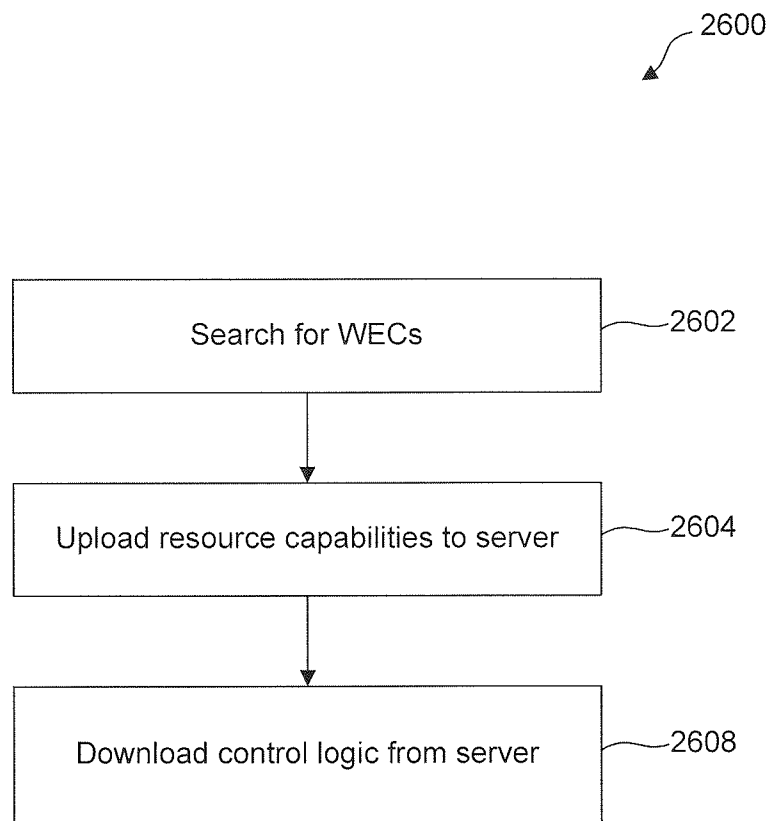 2600
Search for WECs
2602
Upload resource capabilities to server
2604
Download control logic from server
2608